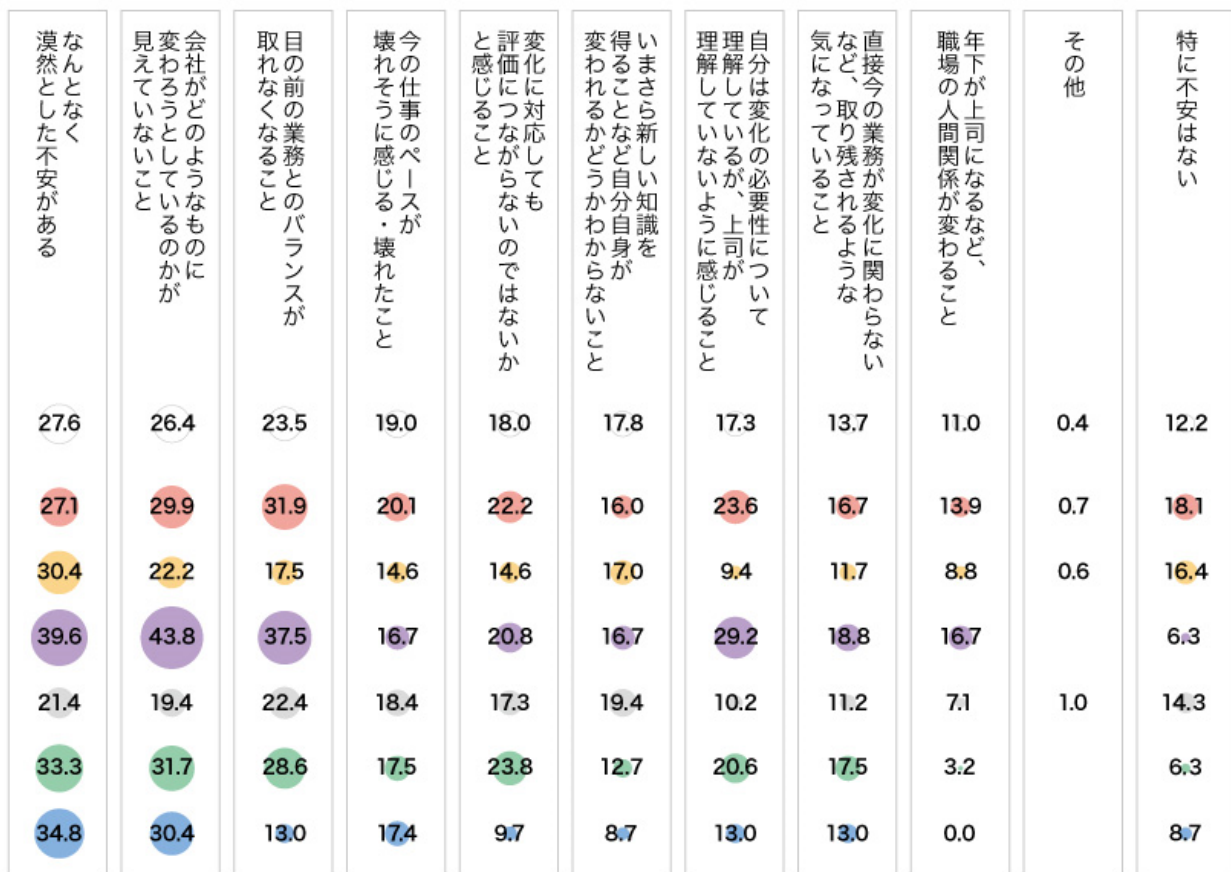 なんとなく
漠然とした不安がある
会社がどのようなものに
変わろうとしているのかが
見えていないこと
目の前の業務とのバランスが
取れなくなること
今の仕事のペースが
壊れそうに感じる・壊れたこと
変化に対応しても
評価につながらないのではないか
と感じること
いまさら新しい知識を
得ることなど自分自身が
変われるかどうかわからないこと
自分は変化の必要性について
理解しているが、上司が
理解していないように感じること
直接今の業務が変化に関わらない
など、取り残されるような
気になっていること
年下が上司になるなど、
職場の人間関係が変わること
その他
特に不安はない
27.6 26.4 23.5 19.0 18.0 17.8 17.3 13.7 11.0 0.4 12.2
27.1 29.9 31.9 20.1 22.2 16.0 23.6 16.7 13.9 0.7 18.1
30.4 22.2 17.5 14.6 14.6 17.0 9.4 11.7 8.8 0.6 16.4
39.6 43.8 37.5 16.7 20.8 16.7 29.2 18.8 16.7 6.3
21.4 19.4 22.4 18.4 17.3 19.4 10.2 11.2 7.1 1.0 14.3
33.3 31.7 28.6 17.5 23.8 12.7 20.6 17.5 3.2 6.3
34.8 30.4 13.0 17.4 9.7 8.7 13.0 13.0 0.0 8.7